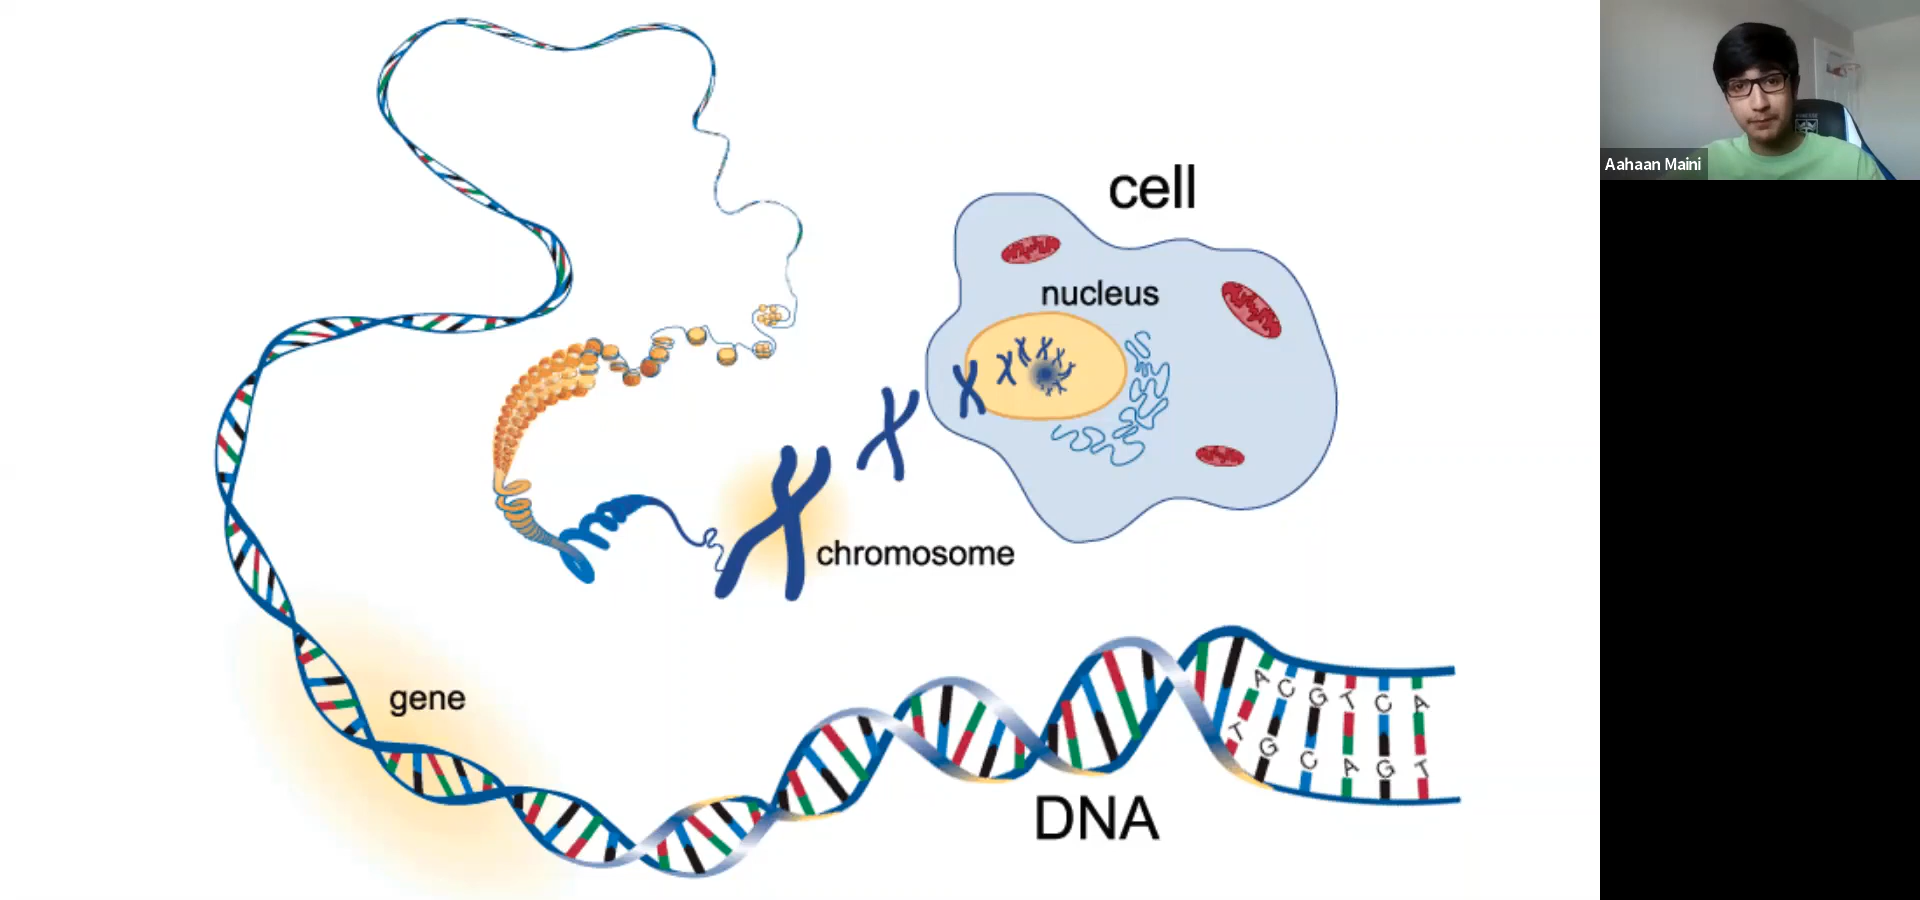 cell
nucleus
chromosome
gene
DNA
A C G T C A
T G C A G T
Aahaan Maini